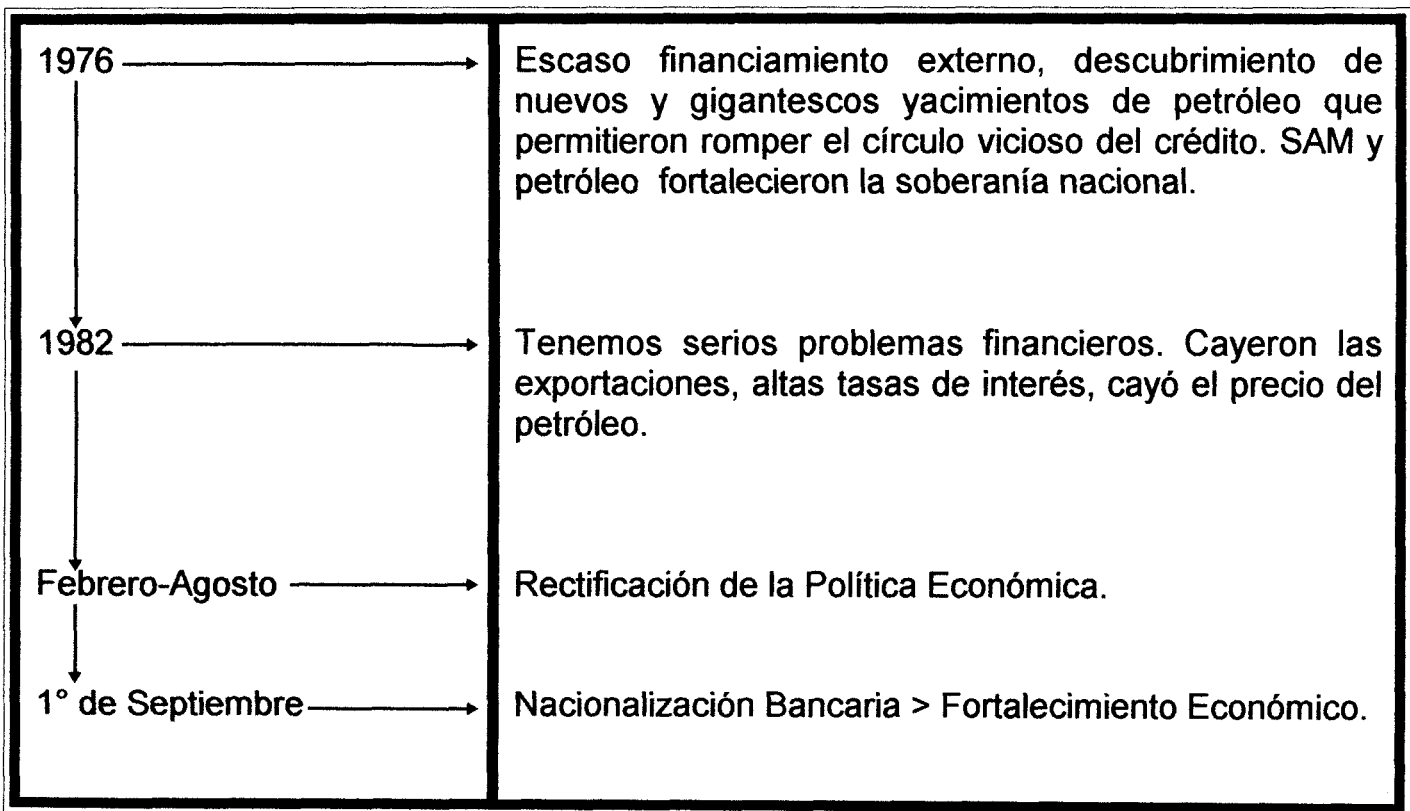 1976
Escaso financiamiento externo, descubrimiento de
nuevos y gigantescos yacimientos de petróleo que
permitieron romper el círculo vicioso del crédito. SAM y
petróleo fortalecieron la soberanía nacional.
1982
Tenemos serios problemas financieros. Cayeron las
exportaciones, altas tasas de interés, cayó el precio del
petróleo.
Febrero-Agosto
Rectificación de la Política Económica.
1° de Septiembre
Nacionalización Bancaria > Fortalecimiento Económico.